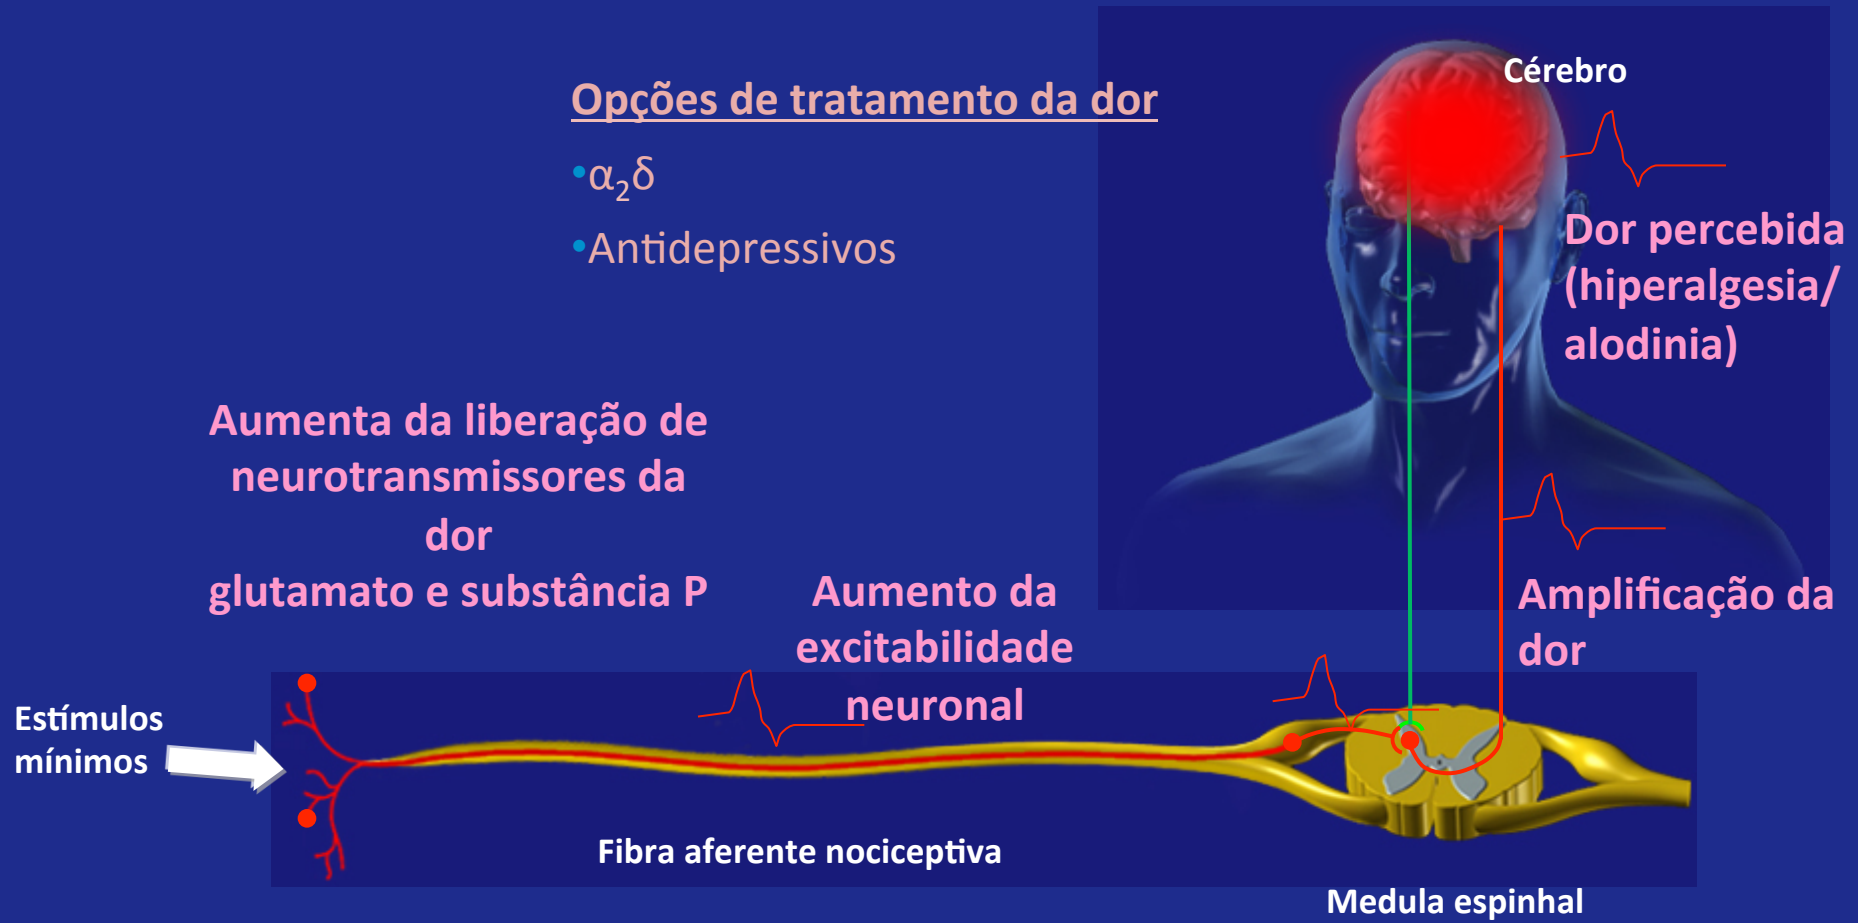 Cérebro
Opções de tratamento da dor
•α₂δ
•Antidepressivos
Dor percebida
(hiperalgesia/
alodinia)
Aumenta da liberação de
neurotransmissores da
dor
glutamato e substância P
Aumento da
excitabilidade
neuronal
Amplificação da
dor
Estímulos
mínimos
Fibra aferente nociceptiva
Medula espinhal